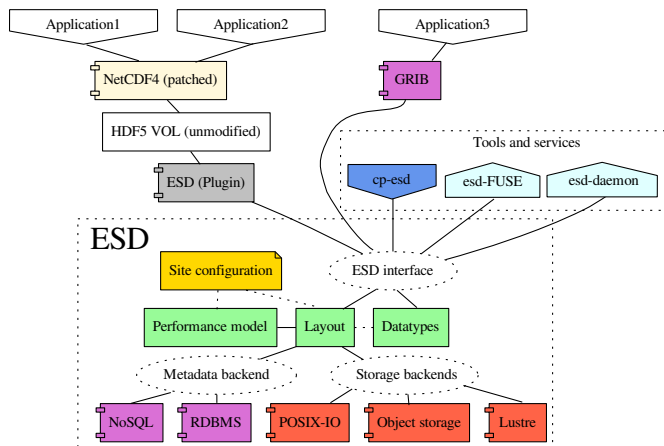 Application1
Application2
Application3
NetCDF4 (patched)
GRIB
HDF5 VOL (unmodified)
Tools and services
ESD (Plugin)
cp-esd
esd-FUSE
esd-daemon
ESD
Site configuration
ESD interface
Performance model
Layout
Datatypes
Metadata backend
Storage backends
NoSQL
RDBMS
POSIX-IO
Object storage
Lustre